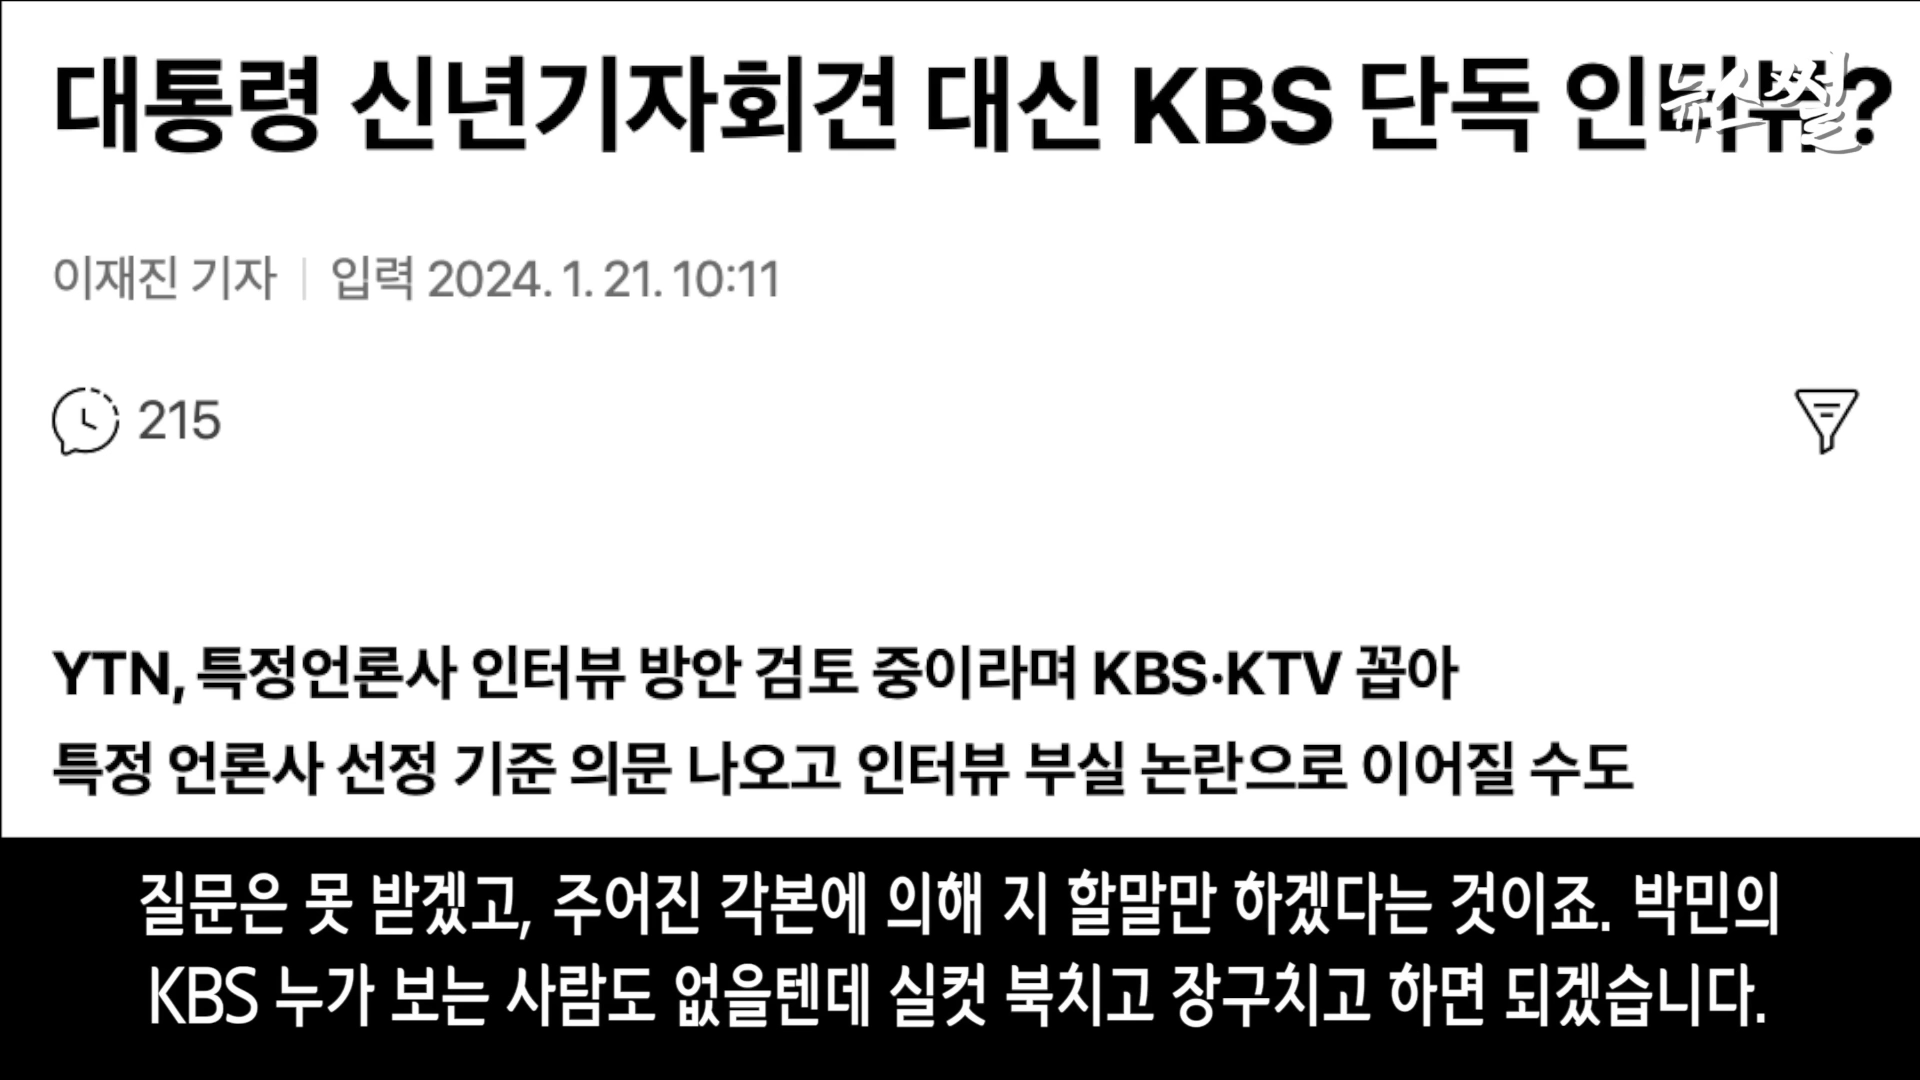 대통령 신년기자회견 대신 KBS 단독 인터뷰?
뉴스쩔
이재진 기자 | 입력 2024. 1. 21. 10:11
215
YTN, 특정언론사 인터뷰 방안 검토 중이라며 KBS·KTV 꼽아
특정 언론사 선정 기준 의문 나오고 인터뷰 부실 논란으로 이어질 수도
질문은 못 받겠고, 주어진 각본에 의해 지 할말만 하겠다는 것이죠. 박민의
KBS 누가 보는 사람도 없을텐데 실컷 북치고 장구치고 하면 되겠습니다.